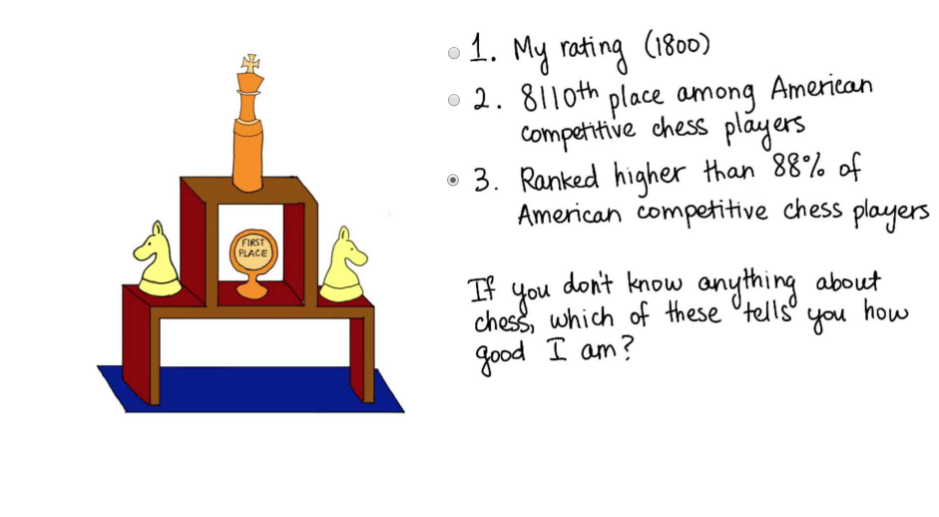 FIRST
PLACE
1. My rating (1800)
2. 8110th place among American
competitive chess players
3. Ranked higher than 88% of
American competitive chess players
If you don't know anything about
chess, which of these tells you how
good I am?